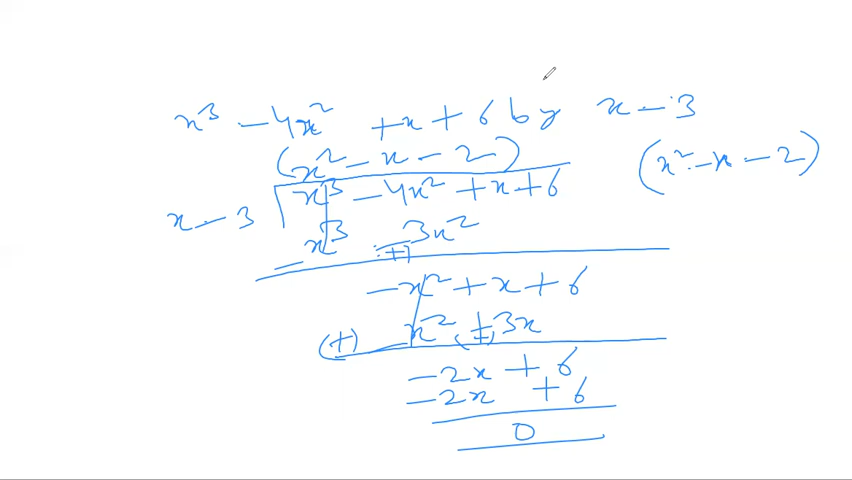 x³ - 4x² + x + 6 by x - 3
(x² - x - 2) (x² - x - 2)
x - 3 x³ - 4x² + x + 6
- x³ - 3x²
(+)
- x² + x + 6
(+) - x² + 3x
(-)
- 2x + 6
- 2x + 6
0